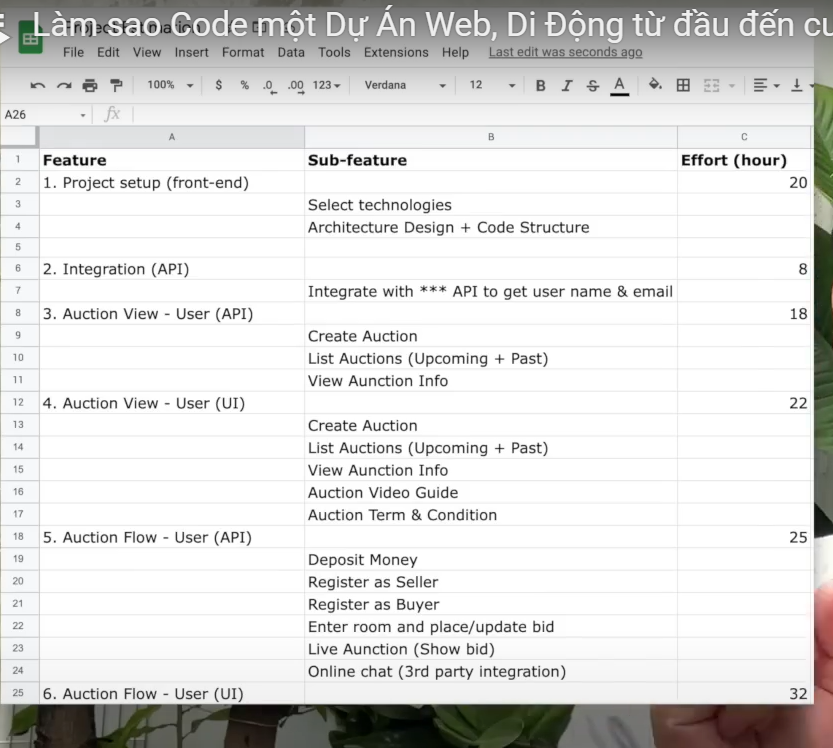 Làm sao Code một Dự Án Web, Di Động từ đầu đến cu
File Edit View Insert Format Data Tools Extensions Help Last edit was seconds ago
100% $ % .0 .00 123 Verdana 12 B I S A
A26 fx
A B C
1 Feature Sub-feature Effort (hour)
2 1. Project setup (front-end) 20
3 Select technologies
4 Architecture Design + Code Structure
5
6 2. Integration (API) 8
7 Integrate with *** API to get user name & email
8 3. Auction View - User (API) 18
9 Create Auction
10 List Auctions (Upcoming + Past)
11 View Aunction Info
12 4. Auction View - User (UI) 22
13 Create Auction
14 List Auctions (Upcoming + Past)
15 View Aunction Info
16 Auction Video Guide
17 Auction Term & Condition
18 5. Auction Flow - User (API) 25
19 Deposit Money
20 Register as Seller
21 Register as Buyer
22 Enter room and place/update bid
23 Live Aunction (Show bid)
24 Online chat (3rd party integration)
25 6. Auction Flow - User (UI) 32